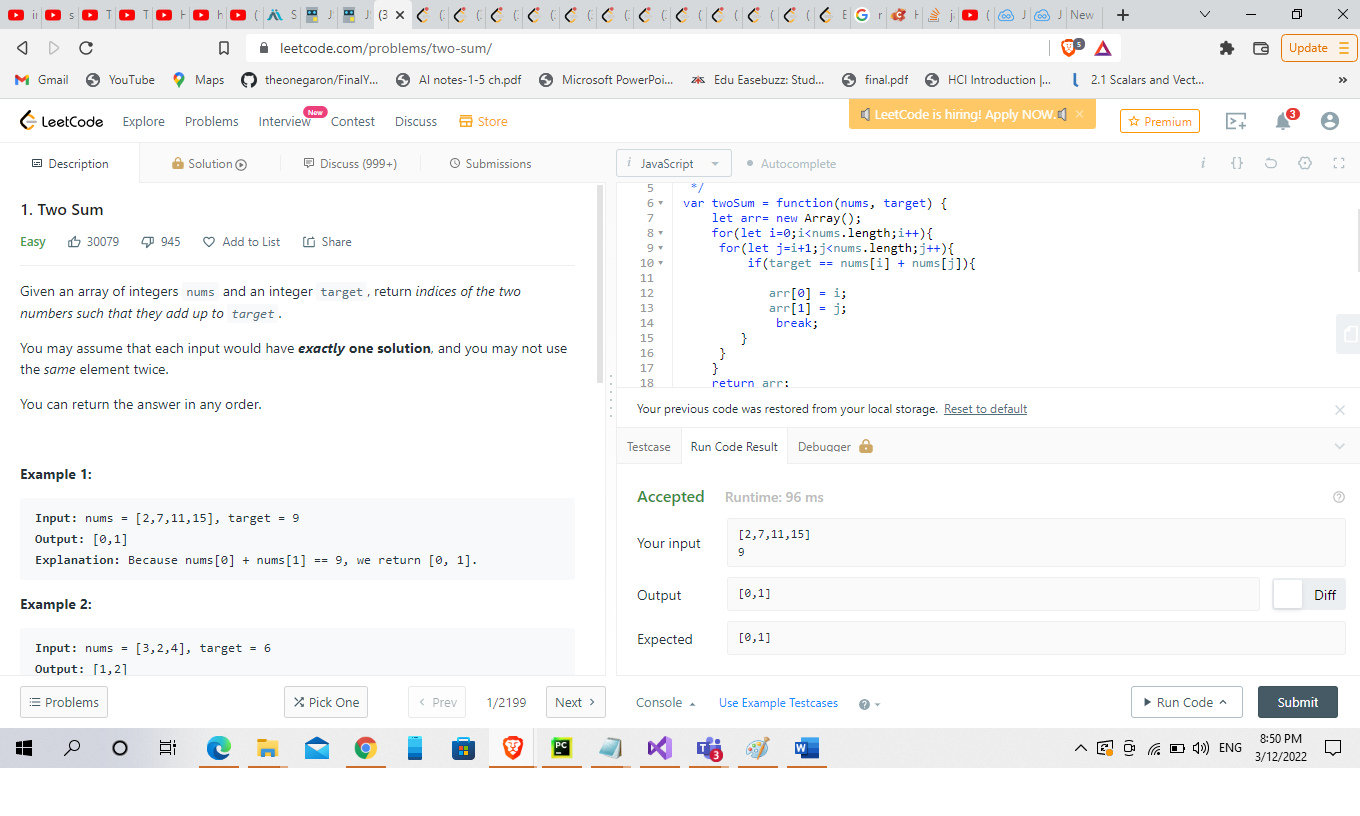 leetcode.com/problems/two-sum/
5
Update
Gmail
YouTube
Maps
theonegaron/FinalY...
AI notes-1-5 ch.pdf
Microsoft PowerPoi...
Edu Easebuzz: Stud...
final.pdf
HCI Introduction |...
2.1 Scalars and Vect...
»
LeetCode
Explore
Problems
Interview
New
Contest
Discuss
Store
LeetCode is hiring! Apply NOW.
Premium
3
Description
Solution
Discuss (999+)
Submissions
i JavaScript
Autocomplete
i {}
1. Two Sum
Easy 30079 945 Add to List Share
Given an array of integers nums and an integer target, return indices of the two
numbers such that they add up to target.
You may assume that each input would have exactly one solution, and you may not use
the same element twice.
You can return the answer in any order.
Example 1:
Input: nums = [2,7,11,15], target = 9
Output: [0,1]
Explanation: Because nums[0] + nums[1] == 9, we return [0, 1].
Example 2:
Input: nums = [3,2,4], target = 6
Output: [1,2]
5 */
6 var twoSum = function(nums, target) {
7 let arr= new Array();
8 for(let i=0;i<nums.length;i++){
9 for(let j=i+1;j<nums.length;j++){
10 if(target == nums[i] + nums[j]){
11
12 arr[0] = i;
13 arr[1] = j;
14 break;
15 }
16 }
17 }
18 return arr;
Your previous code was restored from your local storage. Reset to default
Testcase
Run Code Result
Debugger
Accepted Runtime: 96 ms
Your input
[2,7,11,15]
9
Output
[0,1]
Diff
Expected
[0,1]
Problems
Pick One
Prev
1/2199
Next
Console
Use Example Testcases
Run Code
Submit
PC
3
ENG
8:50 PM
3/12/2022